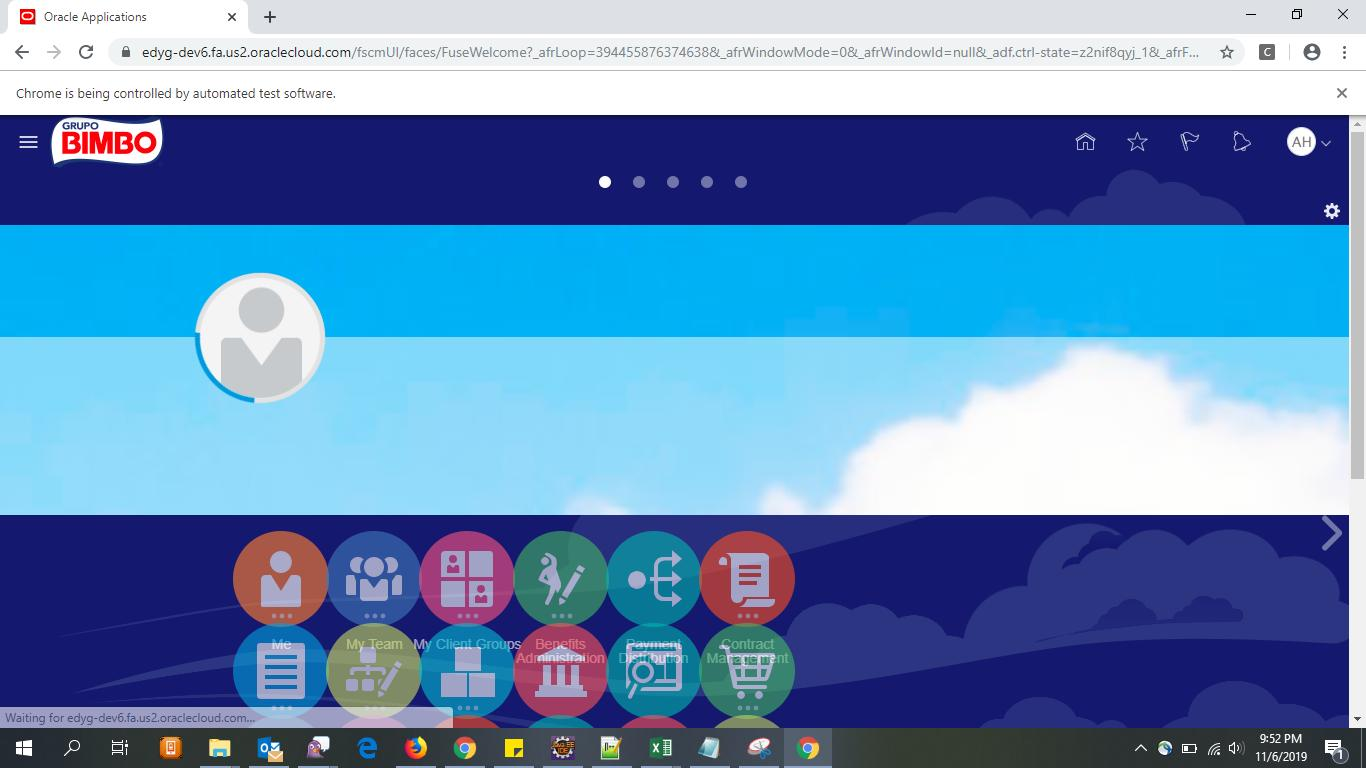 Oracle Applications
edyg-dev6.fa.us2.oraclecloud.com/fscmUI/faces/FuseWelcome?_afrLoop=3944558763746388&_afrWindowMode=0&_afrWindowId=null&_adf.ctrl-state=z2nif8qyj_1&_afrF...
C
Chrome is being controlled by automated test software.
GRUPO
BIMBO
AH
Me
My Team
My Client Groups
Benefits Administration
Payment Distribution
Contract Management
Waiting for edyg-dev6.fa.us2.oraclecloud.com...
9:52 PM
11/6/2019
1